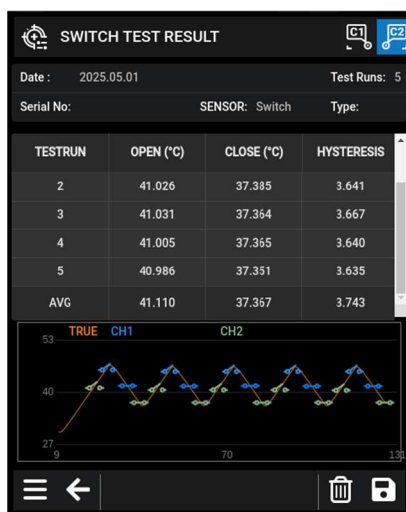 SWITCH TEST RESULT
C1
C2
Date : 2025.05.01 Test Runs: 5
Serial No: SENSOR: Switch Type:
TESTRUN OPEN (°C) CLOSE (°C) HYSTERESIS
2 41.026 37.385 3.641
3 41.031 37.364 3.667
4 41.005 37.365 3.640
5 40.986 37.351 3.635
AVG 41.110 37.367 3.743
TRUE CH1 CH2
53
40
27
9 70 131